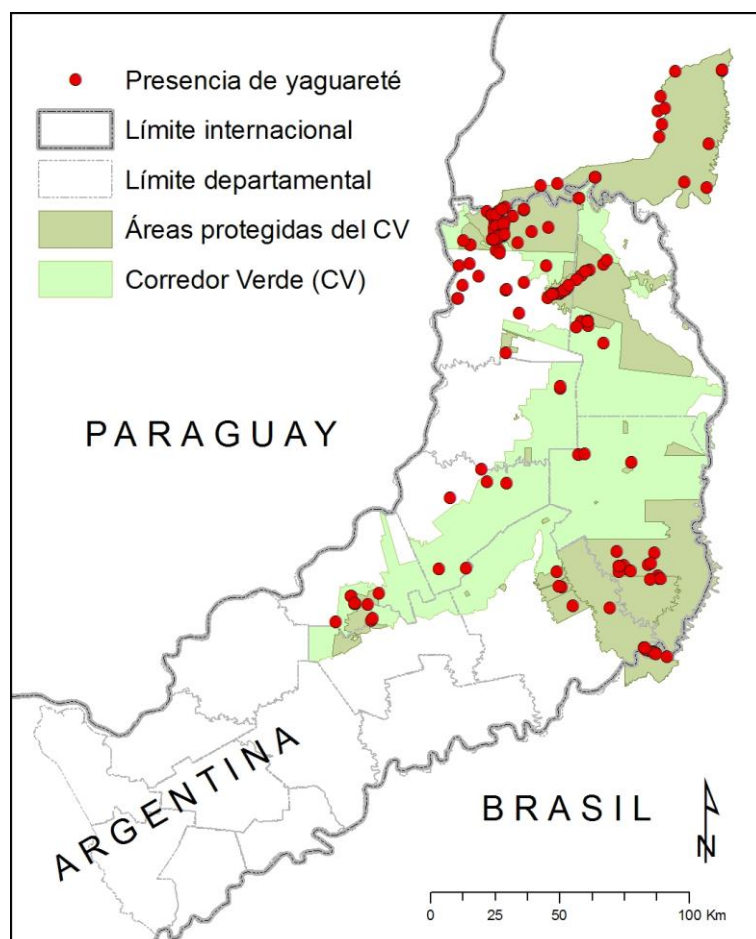 Presencia de yaguareté
Límite internacional
Límite departamental
Áreas protegidas del CV
Corredor Verde (CV)
PARAGUAY
ARGENTINA
BRASIL
N
0 25 50 100 Km